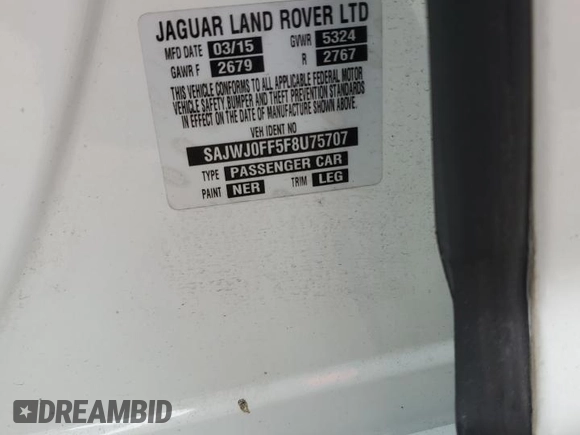 JAGUAR LAND ROVER LTD
MFD DATE 03/15 GVWR 5324
GAWR F 2679 R 2767
THIS VEHICLE CONFORMS TO ALL APPLICABLE FEDERAL MOTOR
VEHICLE SAFETY, BUMPER AND THEFT PREVENTION STANDARDS
IN EFFECT ON THE DATE OF MANUFACTURE SHOWN ABOVE.
VEH IDENT NO
SAJWJ0FF5F8U75707
TYPE PASSENGER CAR
PAINT NER TRIM LEG
DREAMBID